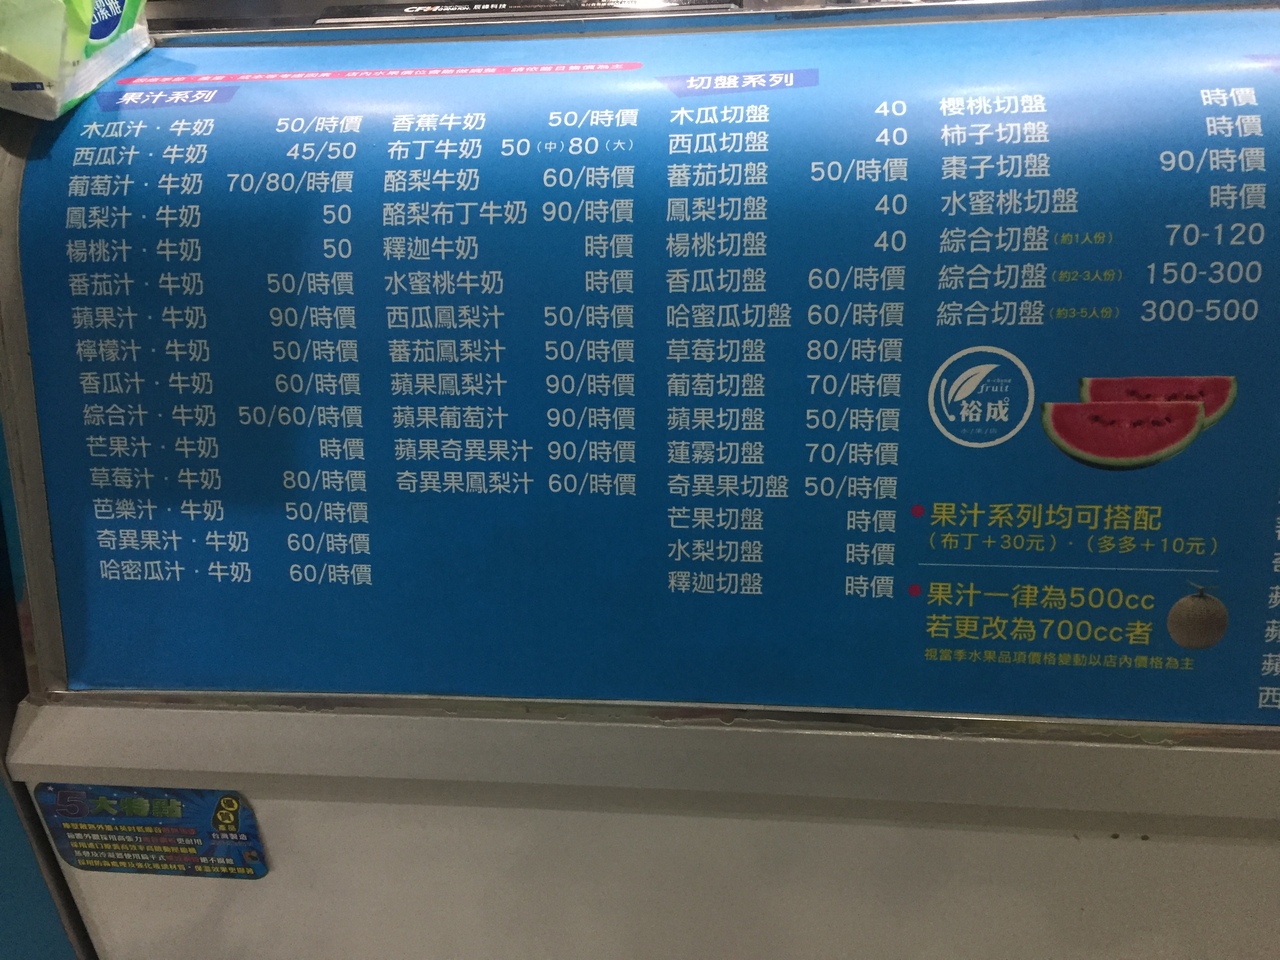 CFM
果汁系列
木瓜汁‧牛奶 50/時價
西瓜汁‧牛奶 45/50
葡萄汁‧牛奶 70/80/時價
鳳梨汁‧牛奶 50
楊桃汁‧牛奶 50
番茄汁‧牛奶 50/時價
蘋果汁‧牛奶 90/時價
檸檬汁‧牛奶 50/時價
香瓜汁‧牛奶 60/時價
綜合汁‧牛奶 50/60/時價
芒果汁‧牛奶 時價
草莓汁‧牛奶 80/時價
芭樂汁‧牛奶 50/時價
奇異果汁‧牛奶 60/時價
哈密瓜汁‧牛奶 60/時價
香蕉牛奶 50/時價
布丁牛奶 50(中)80(大)
酪梨牛奶 60/時價
酪梨布丁牛奶 90/時價
釋迦牛奶 時價
水蜜桃牛奶 時價
西瓜鳳梨汁 50/時價
蕃茄鳳梨汁 50/時價
蘋果鳳梨汁 90/時價
蘋果葡萄汁 90/時價
蘋果奇異果汁 90/時價
奇異果鳳梨汁 60/時價
切盤系列
木瓜切盤 40
西瓜切盤 40
蕃茄切盤 50/時價
鳳梨切盤 40
楊桃切盤 40
香瓜切盤 60/時價
哈蜜瓜切盤 60/時價
草莓切盤 80/時價
葡萄切盤 70/時價
蘋果切盤 50/時價
蓮霧切盤 70/時價
奇異果切盤 50/時價
芒果切盤 時價
水梨切盤 時價
釋迦切盤 時價
櫻桃切盤 時價
柿子切盤 時價
棗子切盤 90/時價
水蜜桃切盤 時價
綜合切盤(約1人份) 70-120
綜合切盤(約2-3人份) 150-300
綜合切盤(約3-5人份) 300-500
fruit
裕成
果汁系列均可搭配
(布丁+30元)‧(多多+10元)
果汁一律為500cc
若更改為700cc者
視當季水果品項價格變動以店內價格為主
5大特點
台灣製造